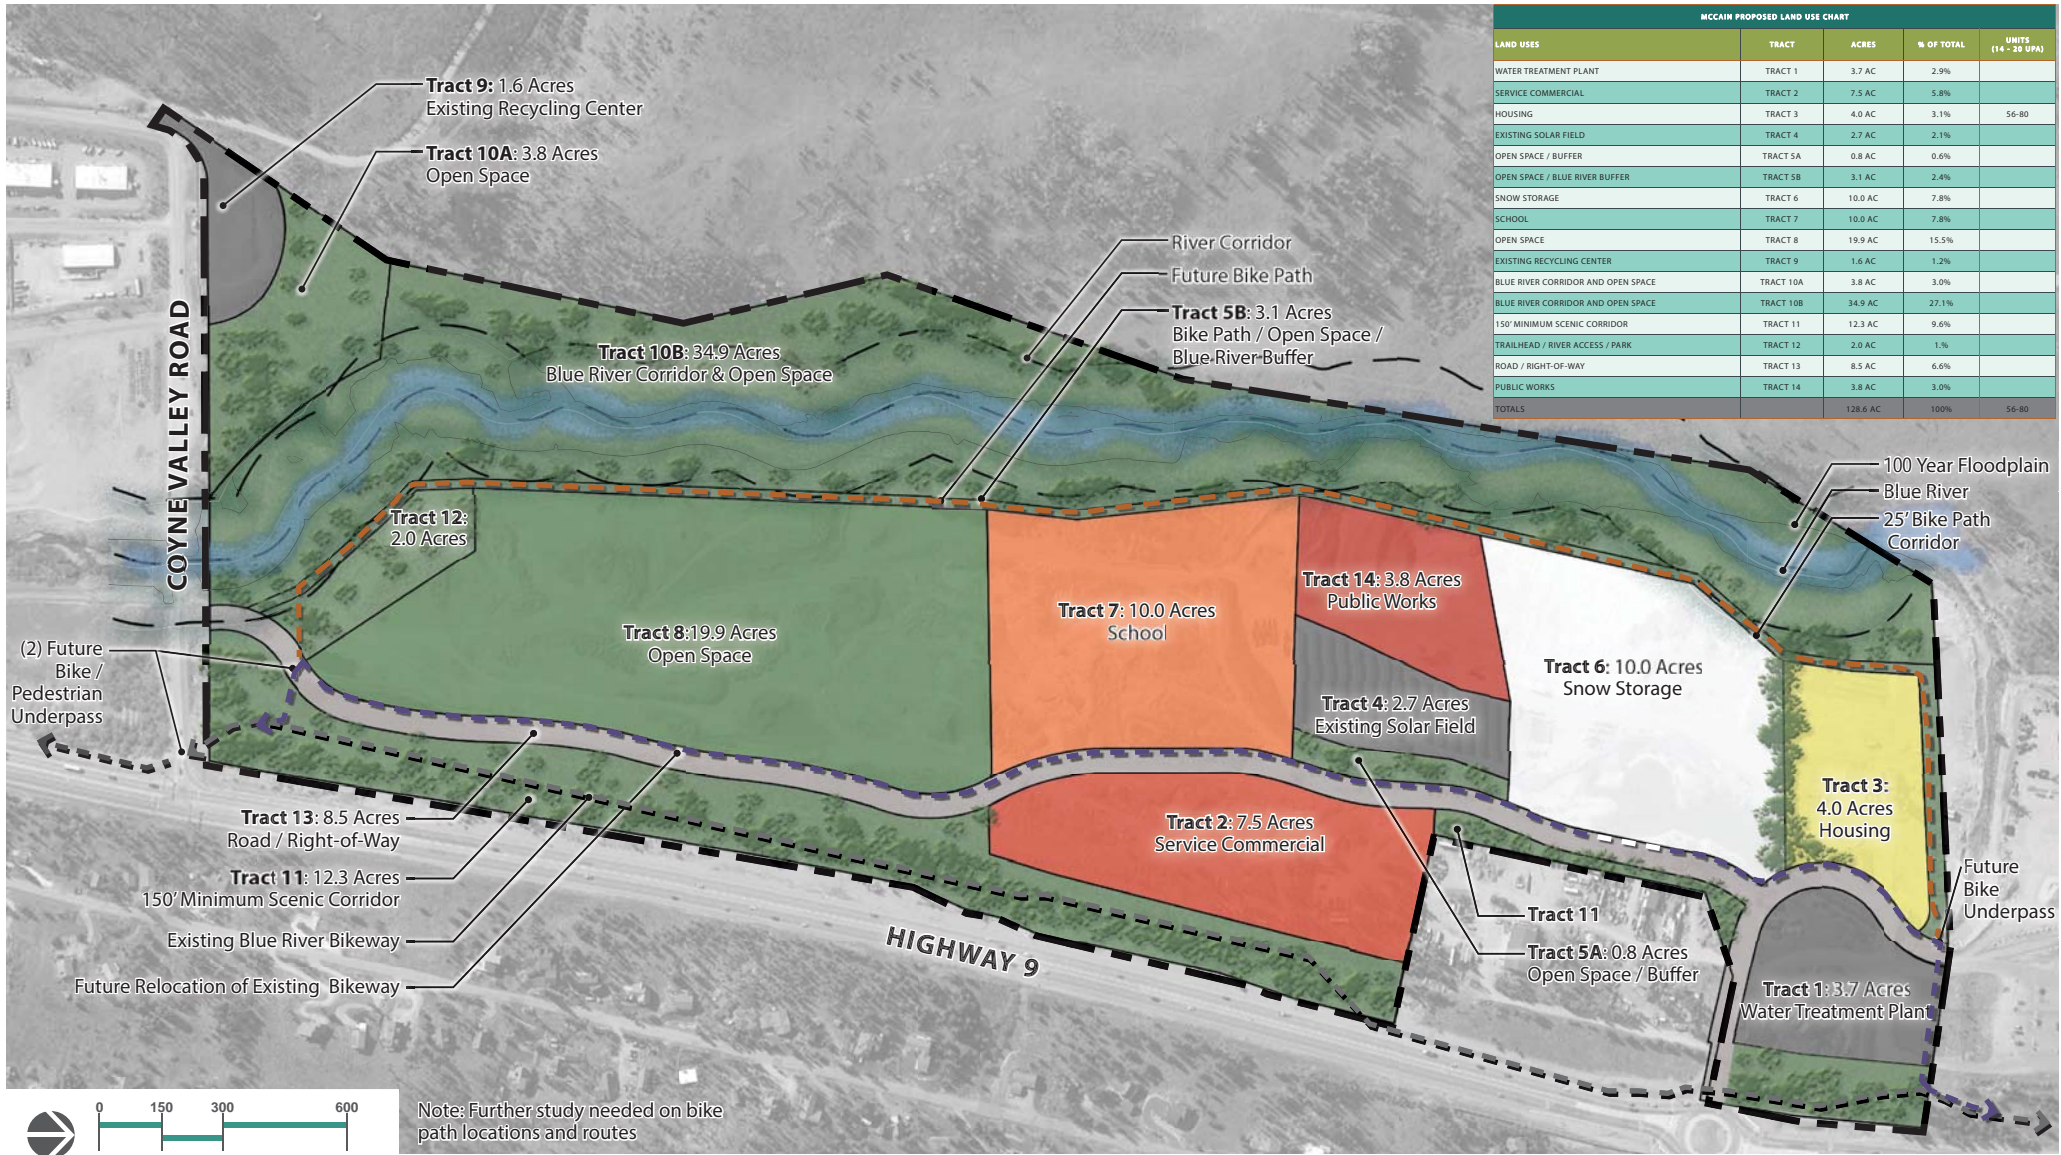 MCCAIN PROPOSED LAND USE CHART
LAND USES TRACT ACRES % OF TOTAL UNITS (14 - 20 UPA)
WATER TREATMENT PLANT TRACT 1 3.7 AC 2.9%
SERVICE COMMERCIAL TRACT 2 7.5 AC 5.8%
HOUSING TRACT 3 4.0 AC 3.1% 56-80
EXISTING SOLAR FIELD TRACT 4 2.7 AC 2.1%
OPEN SPACE / BUFFER TRACT 5A 0.8 AC 0.6%
OPEN SPACE / BLUE RIVER BUFFER TRACT 5B 3.1 AC 2.4%
SNOW STORAGE TRACT 6 10.0 AC 7.8%
SCHOOL TRACT 7 10.0 AC 7.8%
OPEN SPACE TRACT 8 19.9 AC 15.5%
EXISTING RECYCLING CENTER TRACT 9 1.6 AC 1.2%
BLUE RIVER CORRIDOR AND OPEN SPACE TRACT 10A 3.8 AC 3.0%
BLUE RIVER CORRIDOR AND OPEN SPACE TRACT 10B 34.9 AC 27.1%
150' MINIMUM SCENIC CORRIDOR TRACT 11 12.3 AC 9.6%
TRAILHEAD / RIVER ACCESS / PARK TRACT 12 2.0 AC 1.%
ROAD / RIGHT-OF-WAY TRACT 13 8.5 AC 6.6%
PUBLIC WORKS TRACT 14 3.8 AC 3.0%
TOTALS 128.6 AC 100% 56-80
Tract 9: 1.6 Acres
Existing Recycling Center
Tract 10A: 3.8 Acres
Open Space
River Corridor
Future Bike Path
Tract 5B: 3.1 Acres
Bike Path / Open Space /
Blue River Buffer
Tract 10B: 34.9 Acres
Blue River Corridor & Open Space
COYNE VALLEY ROAD
100 Year Floodplain
Blue River
25' Bike Path
Corridor
Tract 12:
2.0 Acres
Tract 8:19.9 Acres
Open Space
Tract 7: 10.0 Acres
School
Tract 14: 3.8 Acres
Public Works
Tract 4: 2.7 Acres
Existing Solar Field
Tract 6: 10.0 Acres
Snow Storage
Tract 3:
4.0 Acres
Housing
(2) Future
Bike /
Pedestrian
Underpass
Tract 2: 7.5 Acres
Service Commercial
Tract 13: 8.5 Acres
Road / Right-of-Way
Tract 11: 12.3 Acres
150' Minimum Scenic Corridor
Existing Blue River Bikeway
Future Relocation of Existing Bikeway
HIGHWAY 9
Future
Bike
Underpass
Tract 11
Tract 5A: 0.8 Acres
Open Space / Buffer
Tract 1: 3.7 Acres
Water Treatment Plant
0 150 300 600
Note: Further study needed on bike
path locations and routes